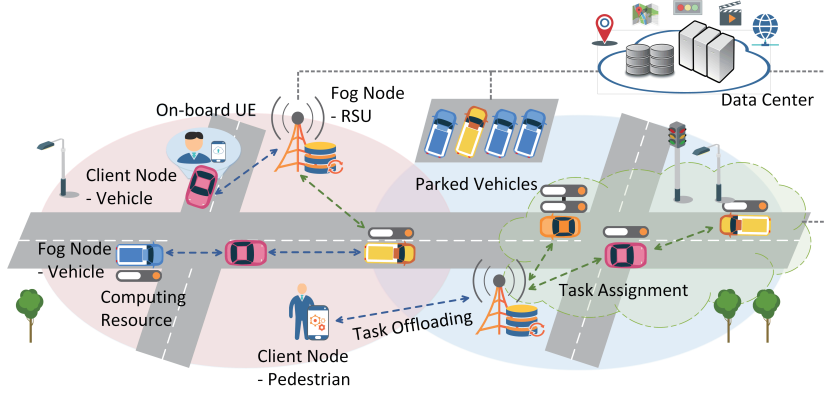 On-board UE
Fog Node
- RSU
Data Center
Client Node
- Vehicle
Parked Vehicles
Fog Node
- Vehicle
Computing
Resource
Task Assignment
Task Offloading
Client Node
- Pedestrian